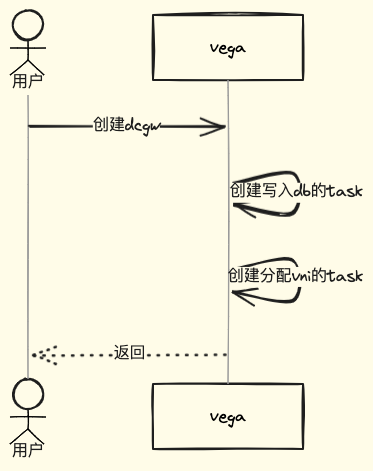 用户
vega
创建dcgw
创建写入db的task
创建分配vni的task
返回
用户
vega